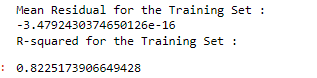 Mean Residual for the Training Set :
-3.4792430374650126e-16
R-squared for the Training Set :
: 0.8225173906649428